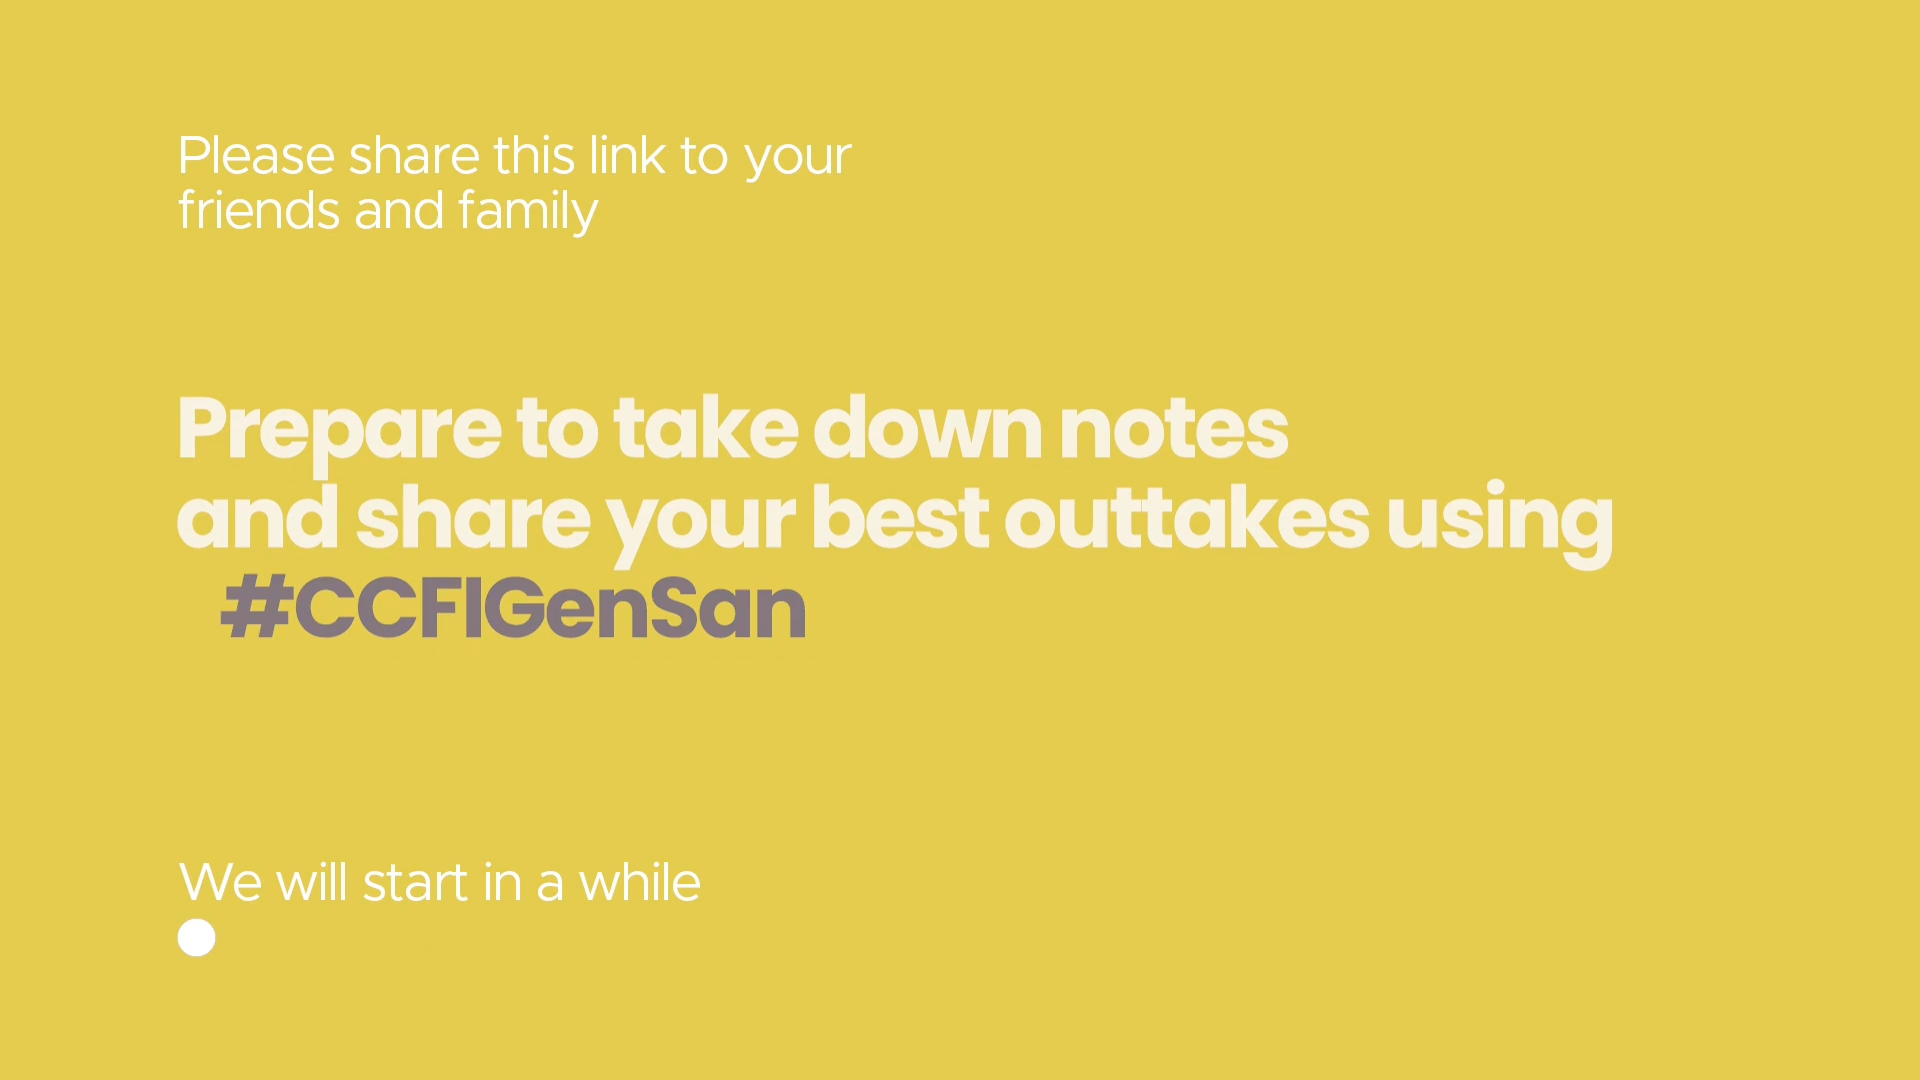 Please share this link to your
friends and family
Prepare to take down notes
and share your best outtakes using
#CCFIGenSan
We will start in a while